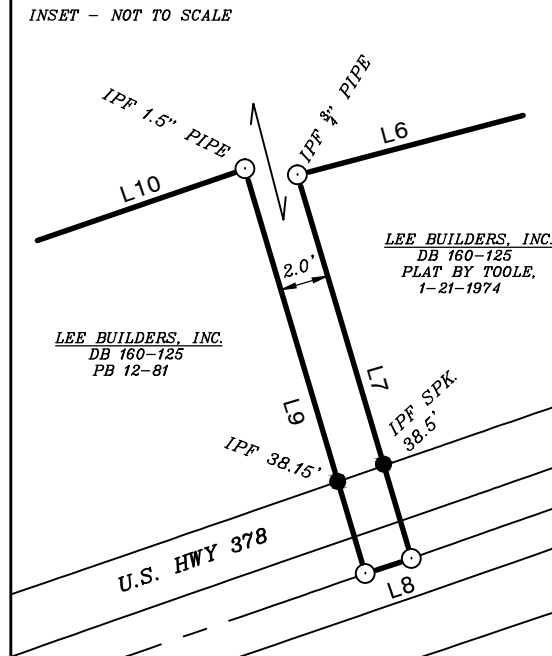 INSET - NOT TO SCALE
IPF 1.5" PIPE
IPF 3/4" PIPE
L6
L10
2.0'
LEE BUILDERS, INC.
DB 160-125
PLAT BY TOOLE,
1-21-1974
LEE BUILDERS, INC.
DB 160-125
PB 12-81
L7
L9
IPF SPK.
38.5'
IPF 38.15'
U.S. HWY 378
L8